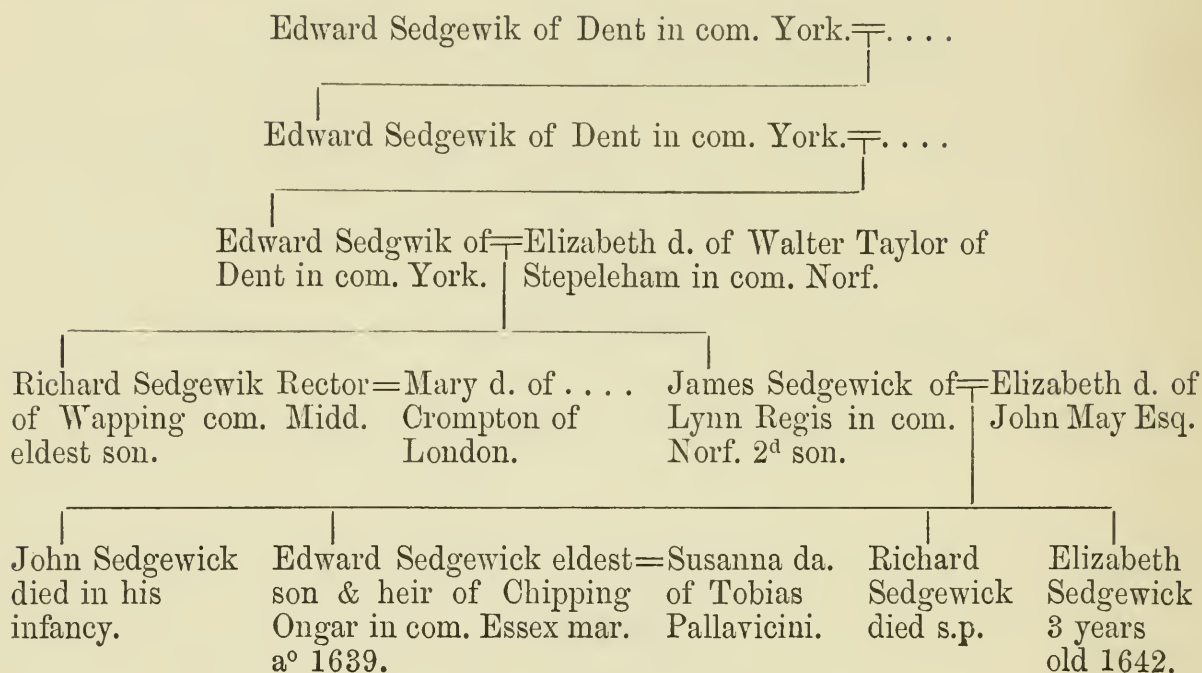 Edward Sedgewik of Dent in com. York.=. . . .
Edward Sedgewik of Dent in com. York.=. . . .
Edward Sedgwik of=Elizabeth d. of Walter Taylor of
Dent in com. York. Stepeleham in com. Norf.
Richard Sedgewik Rector=Mary d. of . . . .
of Wapping com. Midd. Crompton of
eldest son. London.
James Sedgewick of=Elizabeth d. of
Lynn Regis in com. John May Esq.
Norf. 2d son.
John Sedgewick
died in his
infancy.
Edward Sedgewick eldest=Susanna da.
son & heir of Chipping of Tobias
Ongar in com. Essex mar. Pallavicini.
a° 1639.
Richard
Sedgewick
died s.p.
Elizabeth
Sedgewick
3 years
old 1642.